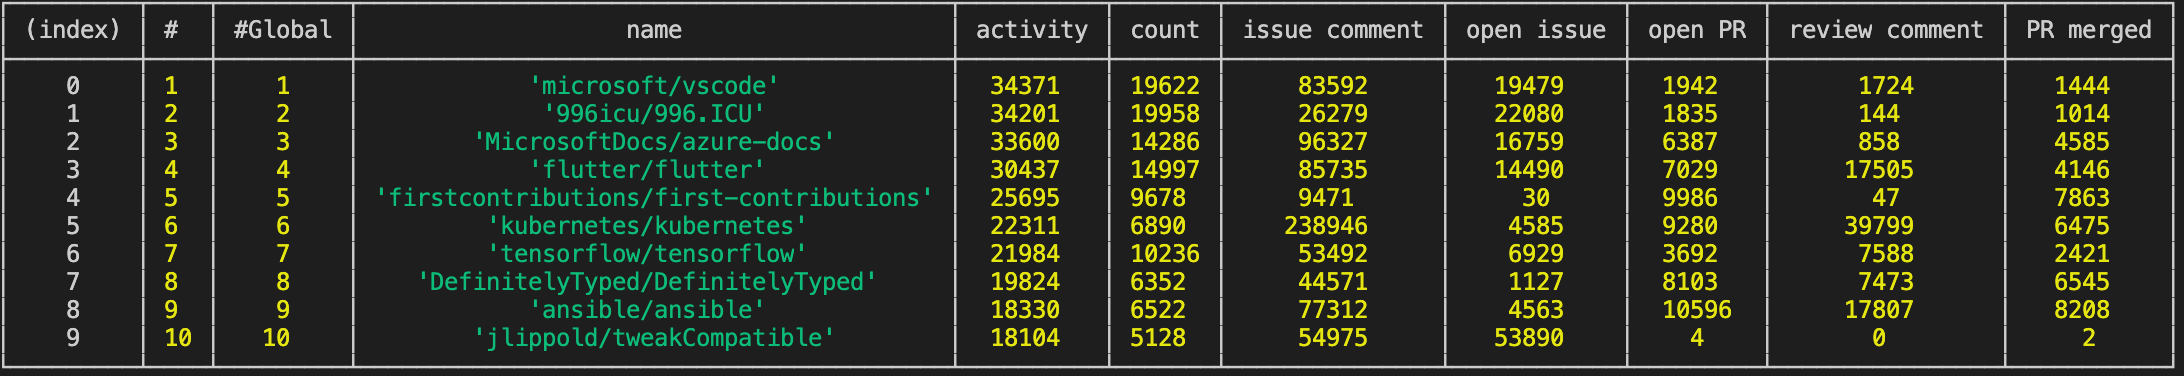 (index) # #Global name activity count issue comment open issue open PR review comment PR merged
0 1 1 'microsoft/vscode' 34371 19622 83592 19479 1942 1724 1444
1 2 2 '996icu/996.ICU' 34201 19958 26279 22080 1835 144 1014
2 3 3 'MicrosoftDocs/azure-docs' 33600 14286 96327 16759 6387 858 4585
3 4 4 'flutter/flutter' 30437 14997 85735 14490 7029 17505 4146
4 5 5 'firstcontributions/first-contributions' 25695 9678 9471 30 9986 47 7863
5 6 6 'kubernetes/kubernetes' 22311 6890 238946 4585 9280 39799 6475
6 7 7 'tensorflow/tensorflow' 21984 10236 53492 6929 3692 7588 2421
7 8 8 'DefinitelyTyped/DefinitelyTyped' 19824 6352 44571 1127 8103 7473 6545
8 9 9 'ansible/ansible' 18330 6522 77312 4563 10596 17807 8208
9 10 10 'jlippold/tweakCompatible' 18104 5128 54975 53890 4 0 2